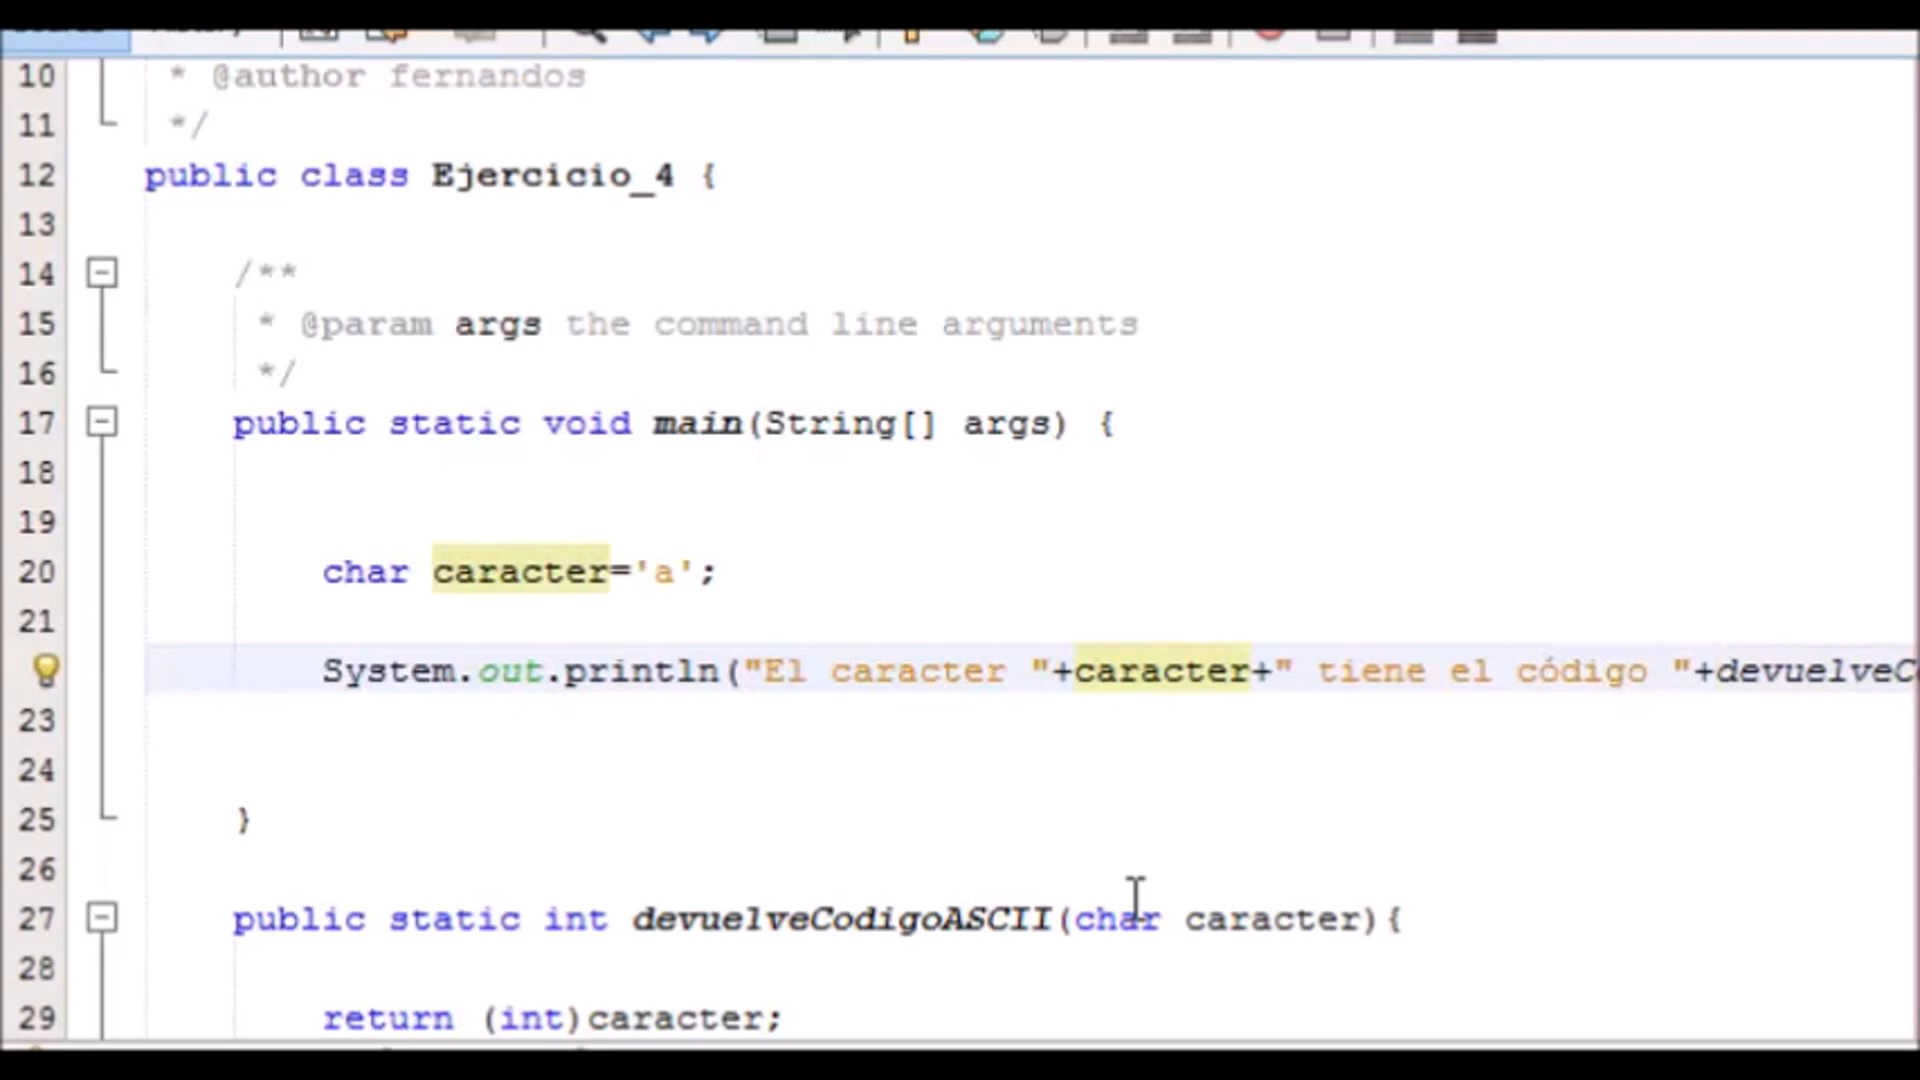 10 * @author fernandos
11 */
12 public class Ejercicio_4 {
13
14 /**
15 * @param args the command line arguments
16 */
17 public static void main(String[] args) {
18
19
20 char caracter='a';
21
System.out.println("El caracter "+caracter+" tiene el código "+devuelveC
23
24
25 }
26
27 public static int devuelveCodigoASCII(char caracter){
28
29 return (int)caracter;